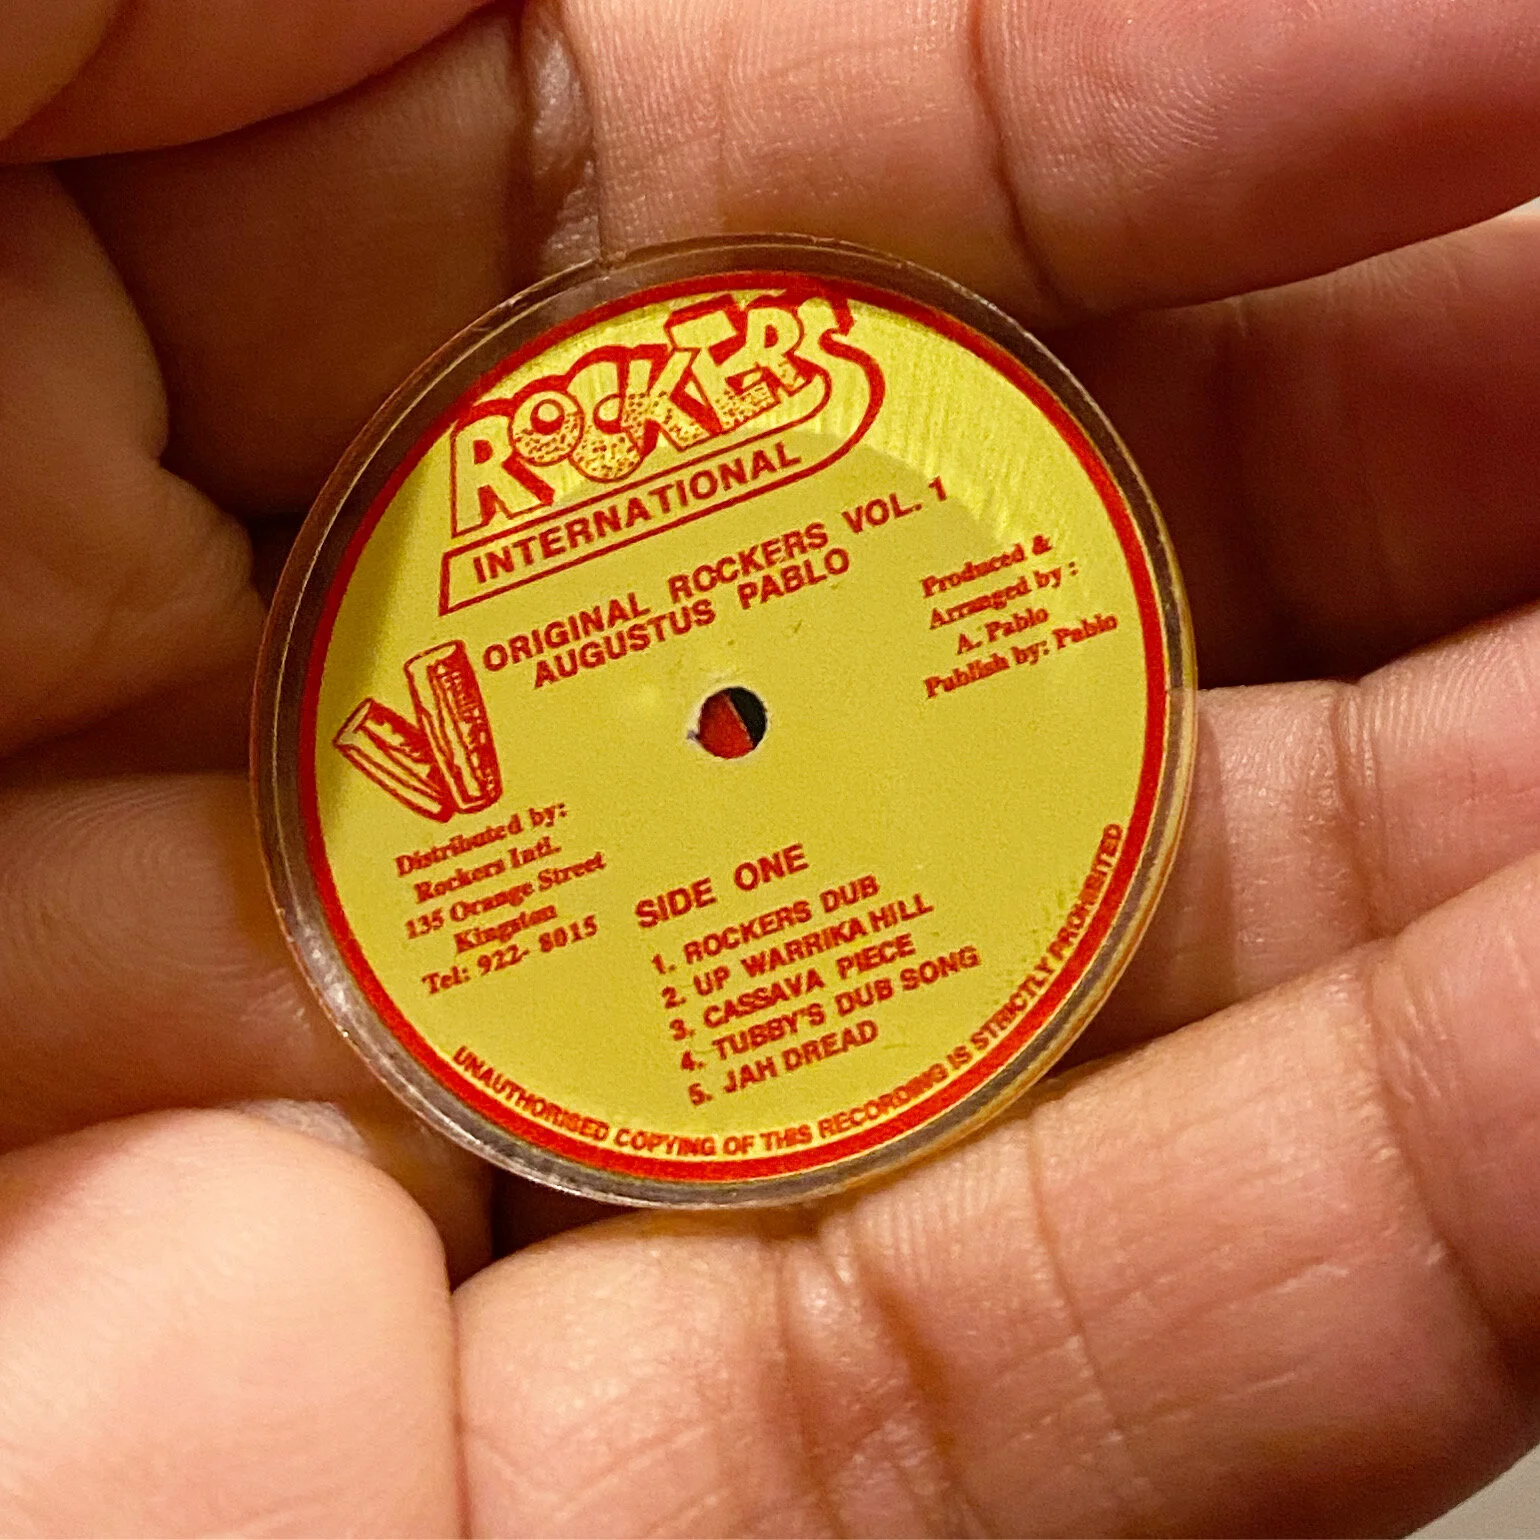 ROCKERS
INTERNATIONAL
ORIGINAL ROCKERS VOL. 1
AUGUSTUS PABLO
Produced &
Arranged by :
A. Pablo
Publish by: Pablo
Distributed by:
Rockers Intl.
135 Orange Street
Kingston
Tel: 922- 8015
SIDE ONE
1. ROCKERS DUB
2. UP WARRIKA HILL
3. CASSAVA PIECE
4. TUBBY'S DUB SONG
5. JAH DREAD
UNAUTHORISED COPYING OF THIS RECORDING IS STRICTLY PROHIBITED